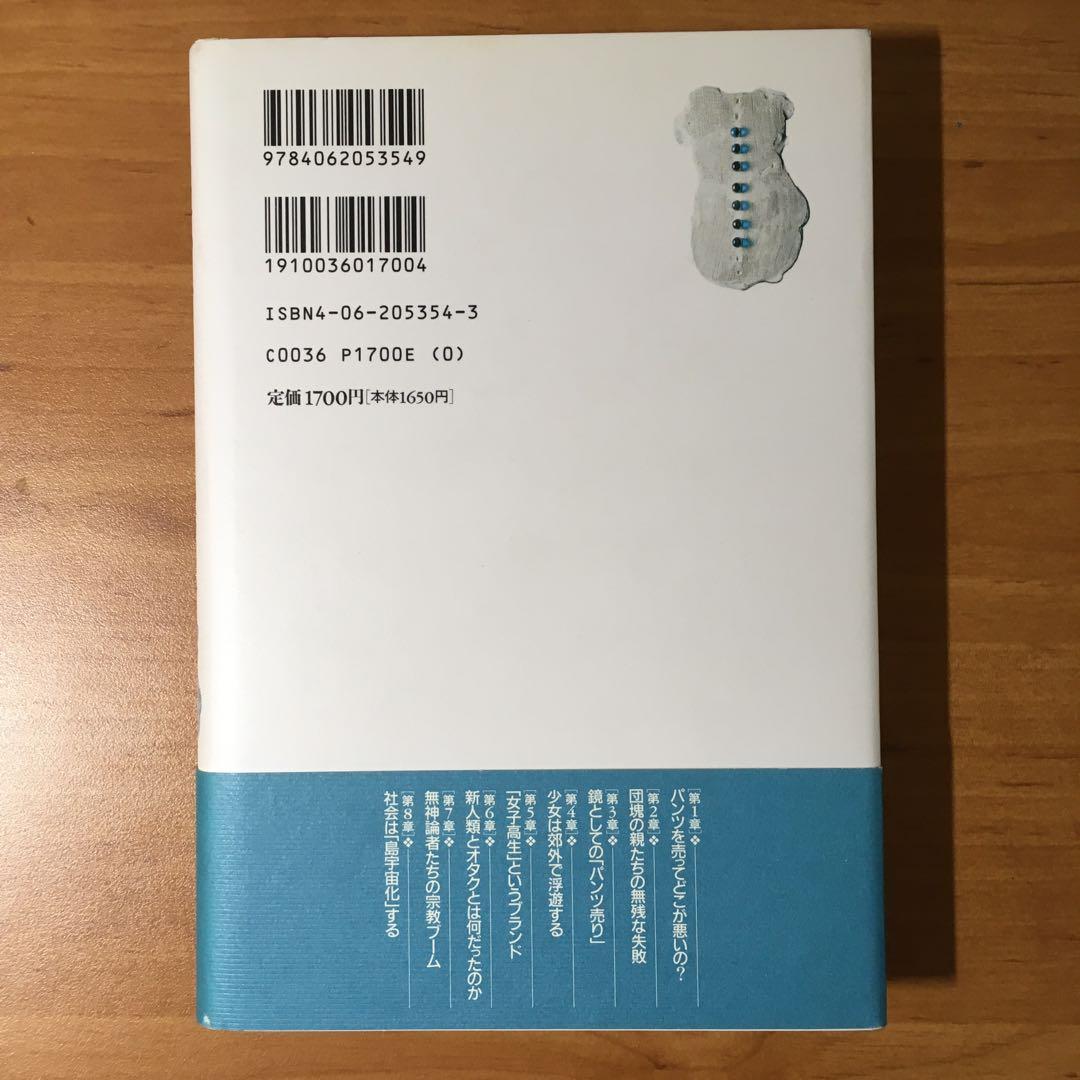 9784062053549
1910036017004
ISBN4-06-205354-3
C0036 P1700E (0)
定価1700円[本体1650円]
[第1章]❖
パンツを売ってどこが悪いの?
[第2章]❖
団塊の親たちの無残な失敗
[第3章]❖
鏡としての「パンツ売り」
[第4章]❖
少女は郊外で浮遊する
[第5章]❖
「女子高生」というブランド
[第6章]❖
新人類とオタクとは何だったのか
[第7章]❖
無神論者たちの宗教ブーム
[第8章]❖
社会は「島宇宙化」する